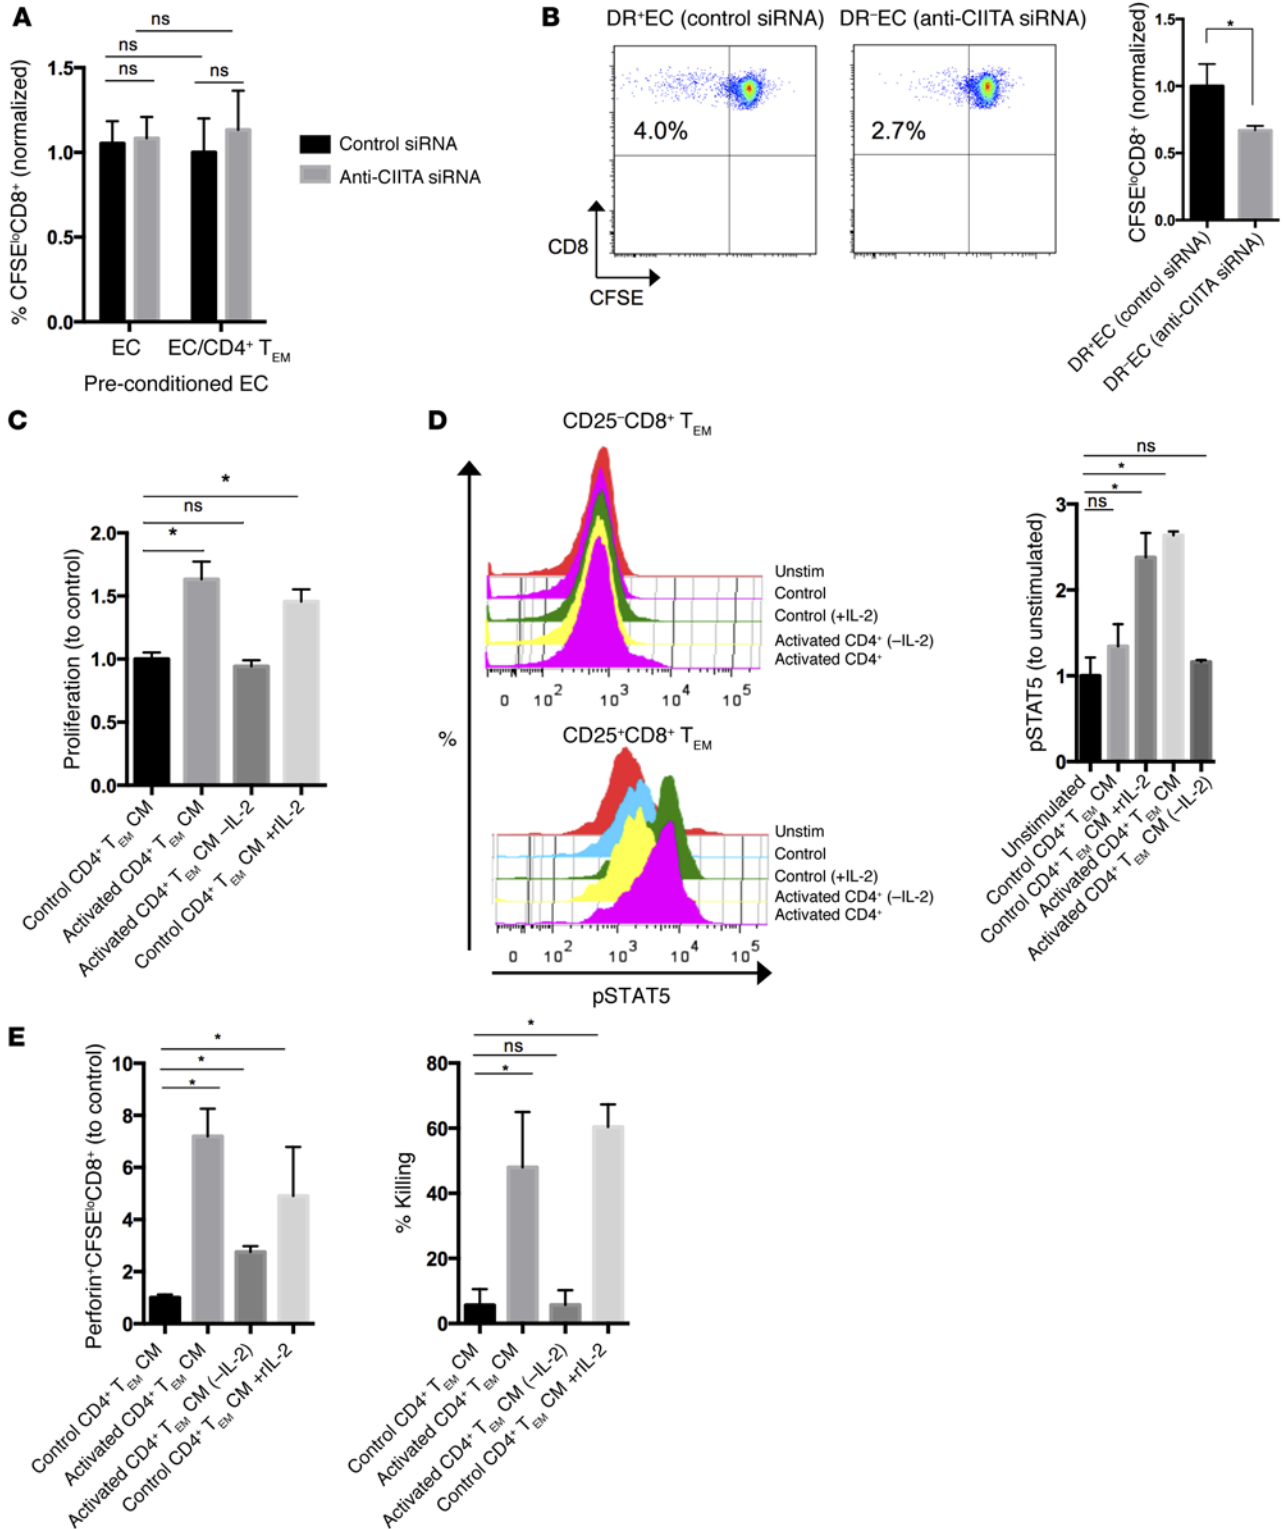 A
ns
ns
ns
ns
% CFSEloCD8+ (normalized)
1.5
1.0
0.5
0.0
EC
EC/CD4+ TEM
Pre-conditioned EC
Control siRNA
Anti-CIITA siRNA
B
DR+EC (control siRNA)
DR–EC (anti-CIITA siRNA)
4.0%
2.7%
CD8
CFSE
CFSEloCD8+ (normalized)
1.5
1.0
0.5
0.0
*
DR+EC (control siRNA)
DR–EC (anti-CIITA siRNA)
C
*
ns
*
Proliferation (to control)
2.0
1.5
1.0
0.5
0.0
Control CD4+ TEM CM
Activated CD4+ TEM CM
Activated CD4+ TEM CM –IL-2
Control CD4+ TEM CM +rIL-2
D
CD25–CD8+ TEM
Unstim
Control
Control (+IL-2)
Activated CD4+ (–IL-2)
Activated CD4+
0 102 103 104 105
%
CD25+CD8+ TEM
Unstim
Control
Control (+IL-2)
Activated CD4+ (–IL-2)
Activated CD4+
0 102 103 104 105
pSTAT5
ns
*
*
ns
pSTAT5 (to unstimulated)
3
2
1
0
Unstimulated
Control CD4+ TEM CM
Control CD4+ TEM CM +rIL-2
Activated CD4+ TEM CM
Activated CD4+ TEM CM (–IL-2)
E
*
*
*
Perforin+CFSEloCD8+ (to control)
10
8
6
4
2
0
Control CD4+ TEM CM
Activated CD4+ TEM CM
Activated CD4+ TEM CM (–IL-2)
Control CD4+ TEM CM +rIL-2
*
ns
*
% Killing
80
60
40
20
0
Control CD4+ TEM CM
Activated CD4+ TEM CM
Activated CD4+ TEM CM (–IL-2)
Control CD4+ TEM CM +rIL-2